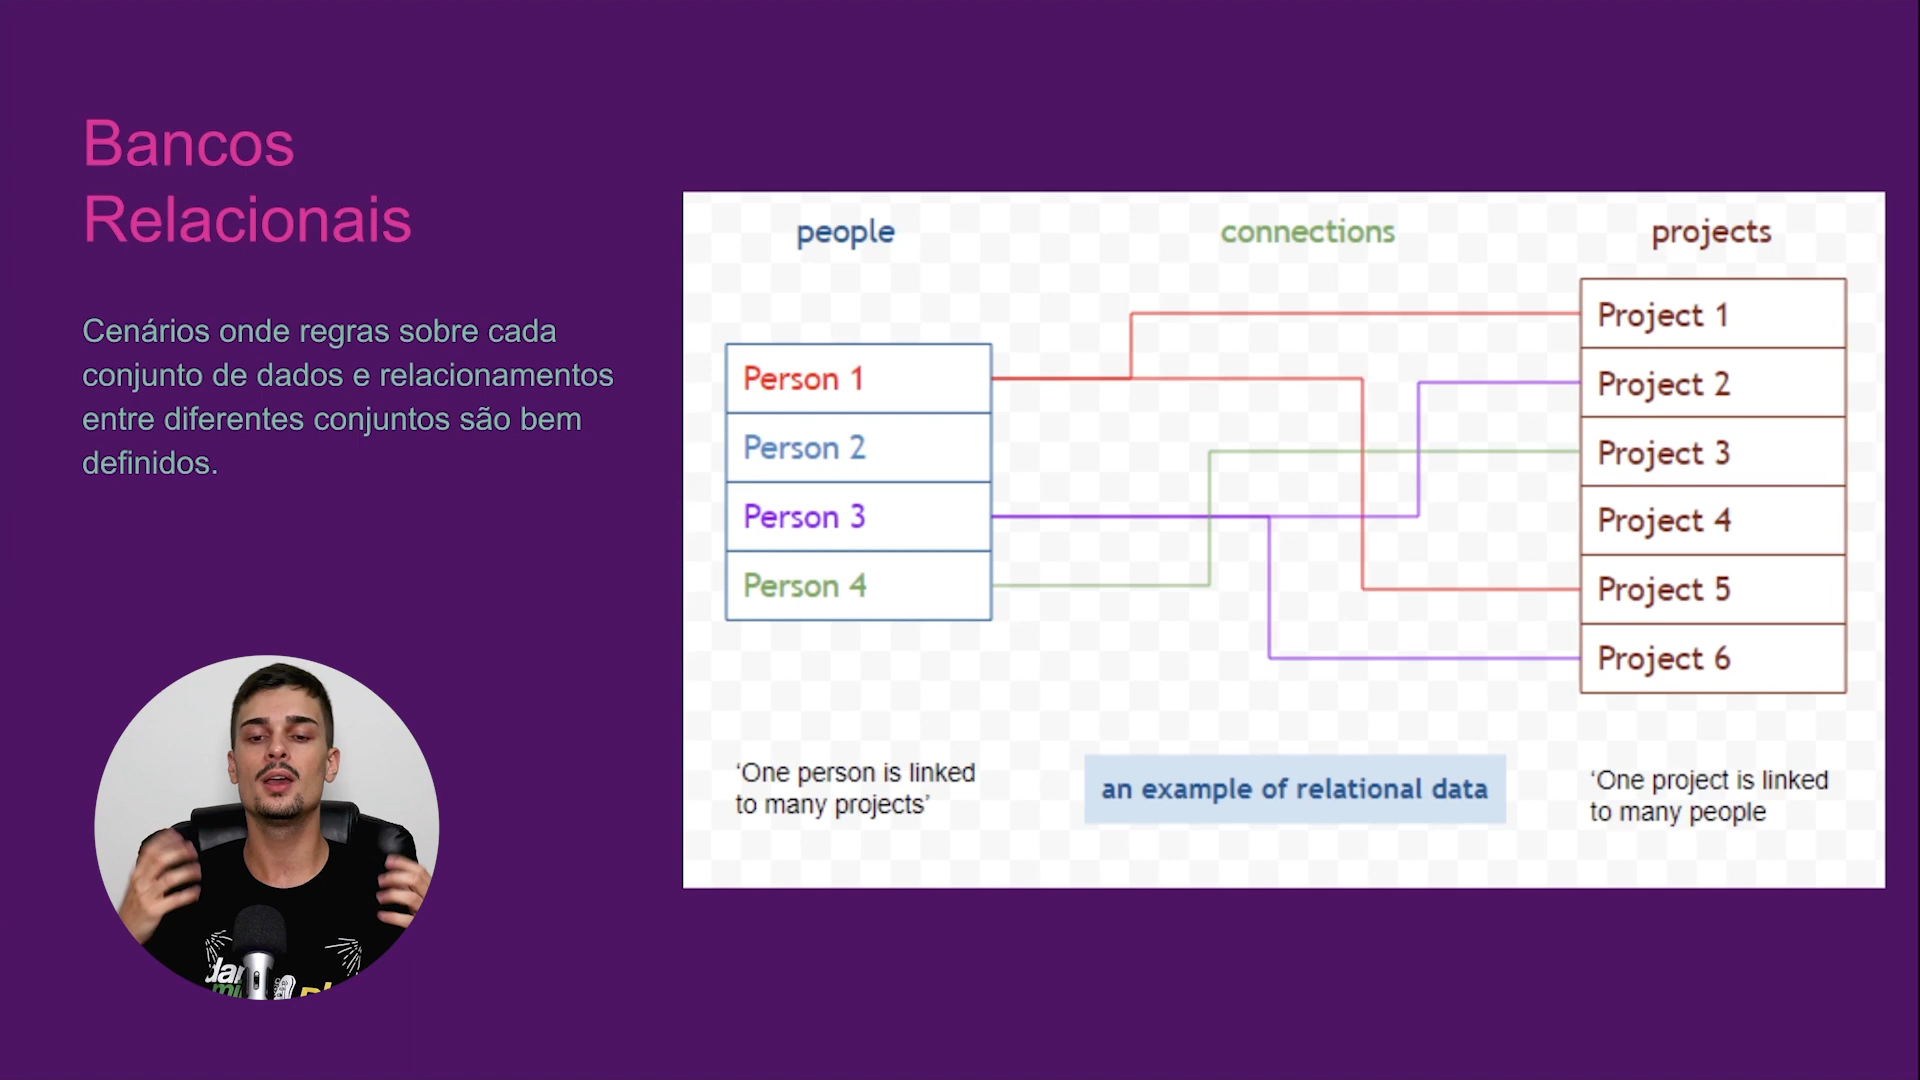 Bancos
Relacionais
Cenários onde regras sobre cada
conjunto de dados e relacionamentos
entre diferentes conjuntos são bem
definidos.
people
connections
projects
Person 1
Person 2
Person 3
Person 4
Project 1
Project 2
Project 3
Project 4
Project 5
Project 6
‘One person is linked
to many projects’
an example of relational data
‘One project is linked
to many people